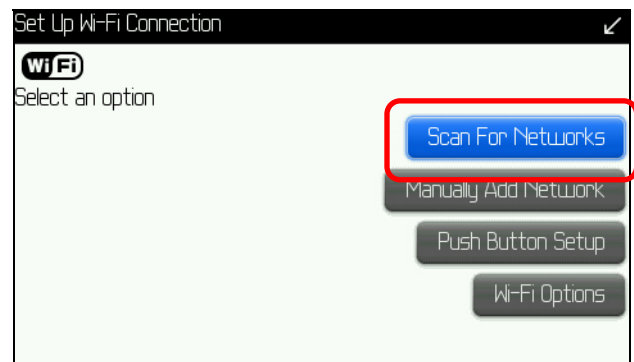 Set Up Wi-Fi Connection
WiFi
Select an option
Scan For Networks
Manually Add Network
Push Button Setup
Wi-Fi Options